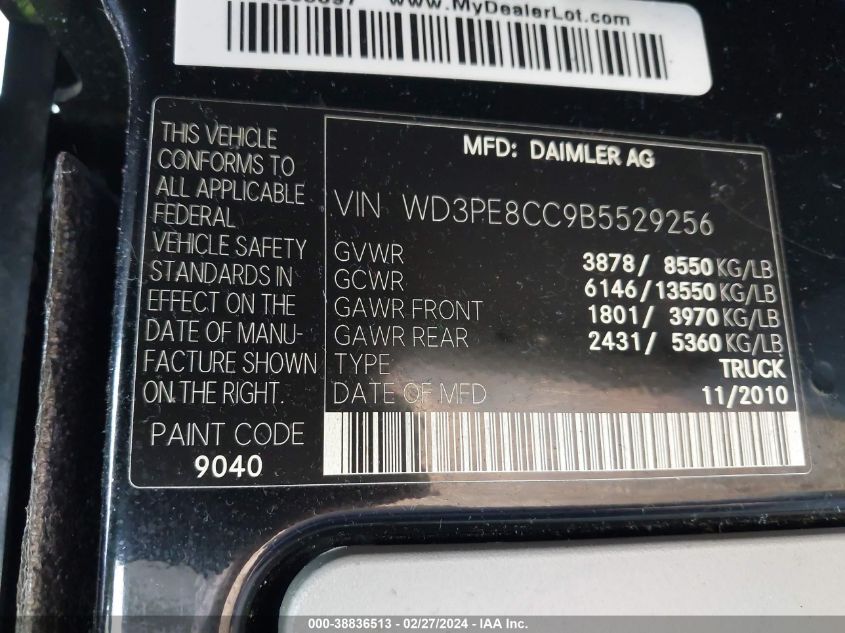 www.MyDealerLot.com
THIS VEHICLE
CONFORMS TO
ALL APPLICABLE
FEDERAL
VEHICLE SAFETY
STANDARDS IN
EFFECT ON THE
DATE OF MANU-
FACTURE SHOWN
ON THE RIGHT.
PAINT CODE
9040
MFD: DAIMLER AG
VIN WD3PE8CC9B5529256
GVWR 3878/ 8550 KG/LB
GCWR 6146/13550 KG/LB
GAWR FRONT 1801/ 3970 KG/LB
GAWR REAR 2431/ 5360 KG/LB
TYPE TRUCK
DATE OF MFD 11/2010
000-38836513 - 02/27/2024 - IAA Inc.